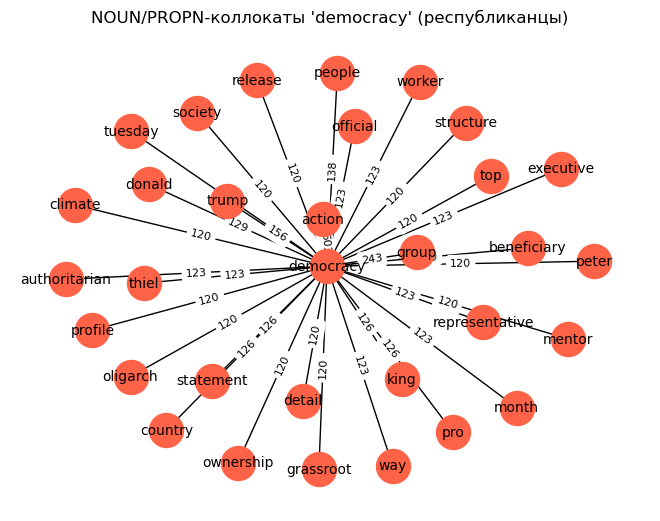 NOUN/PROPN-коллокаты 'democracy' (республиканцы)
people
release
worker
society
official
structure
tuesday
executive
top
donald
138
120
123
trump
climate
120
123
120
action
129
156
120
123
120
group
beneficiary
243
democracy
peter
120
authoritarian
thiel
123
123
120
123
120
representative
profile
120
126
mentor
126
126
120
123
oligarch
statement
120
120
123
king
126
detail
month
country
pro
ownership
grassroot
way